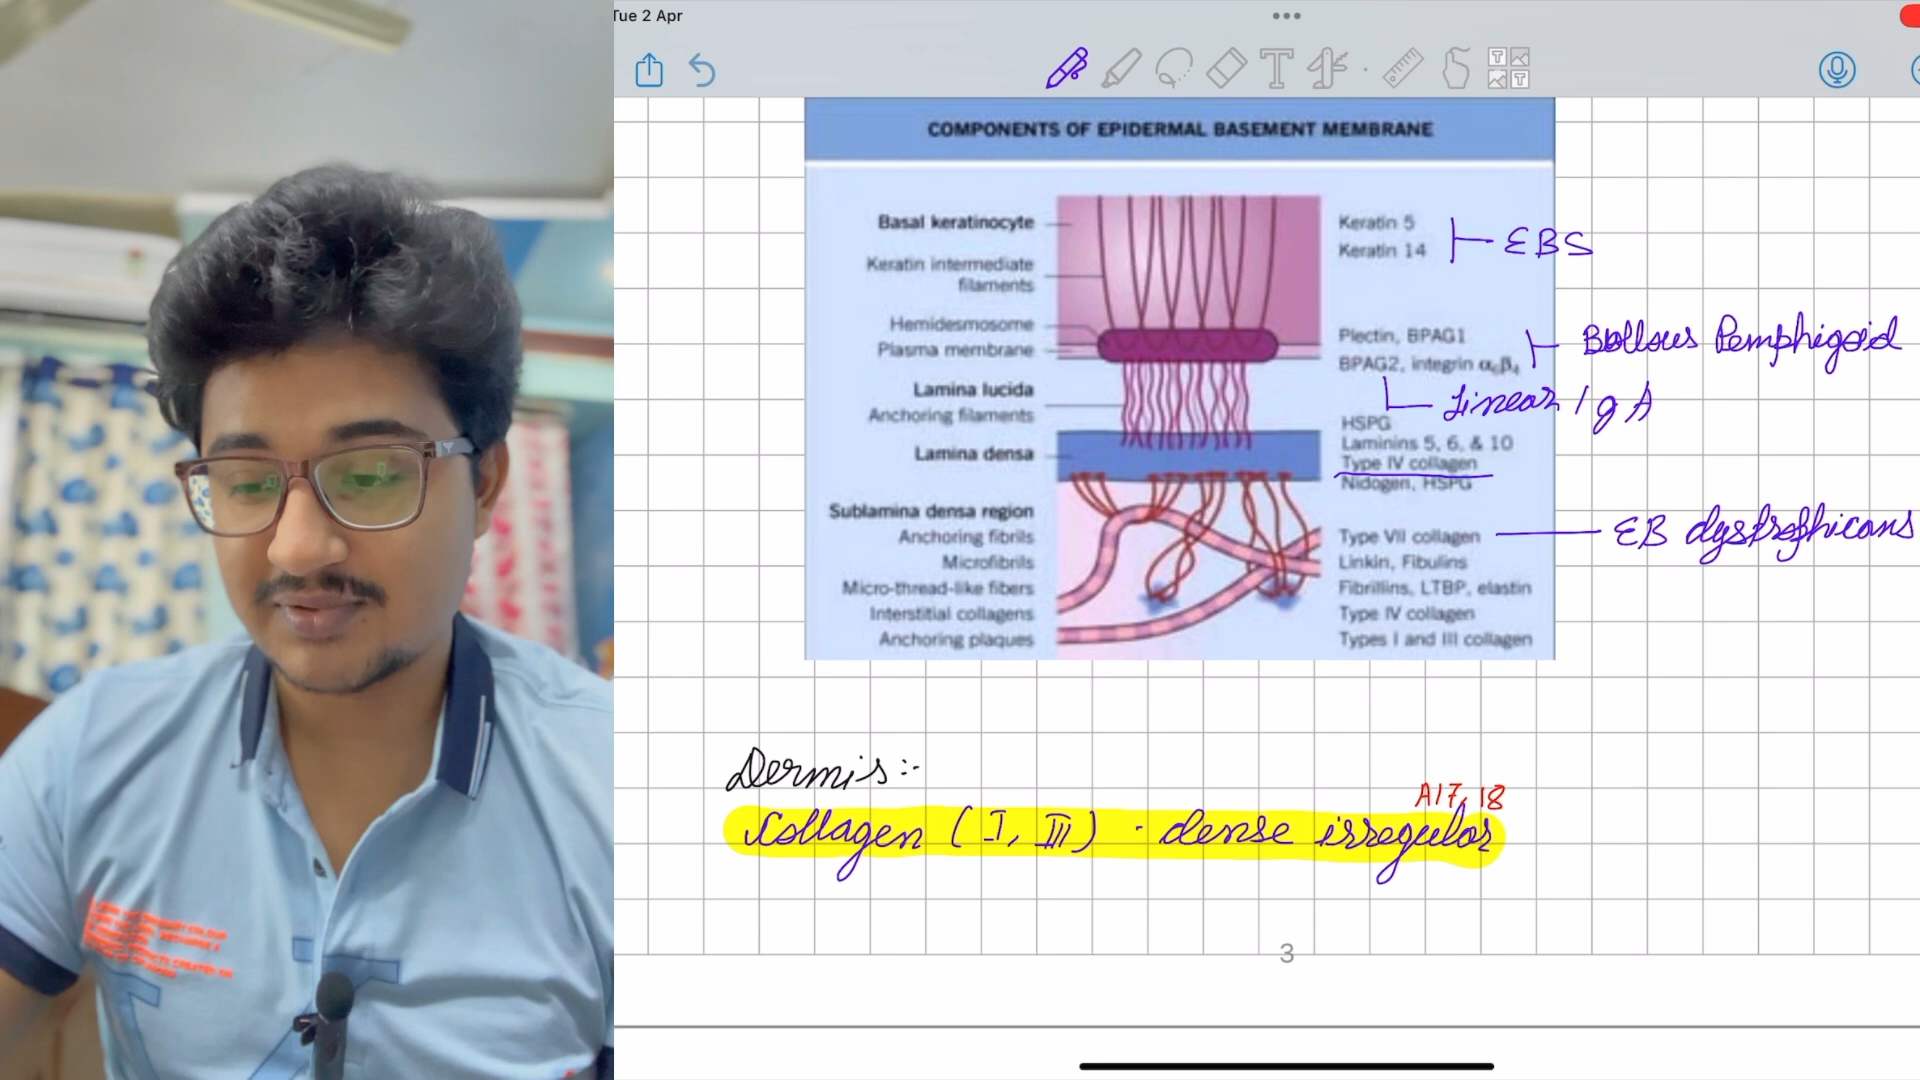 Tue 2 Apr
COMPONENTS OF EPIDERMAL BASEMENT MEMBRANE
Basal keratinocyte
Keratin 5
Keratin 14
EBS
Keratin intermediate
filaments
Hemidesmosome
Plasma membrane
Plectin, BPAG1
BPAG2, integrin α6β4
Bullous Pemphigoid
Linear IgA
Lamina lucida
Anchoring filaments
HSPG
Laminins 5, 6, & 10
Lamina densa
Type IV collagen
Nidogen, HSPG
Sublamina densa region
Anchoring fibrils
Type VII collagen
EB dystrophicans
Microfibrils
Linkin, Fibulins
Micro-thread-like fibers
Fibrillins, LTBP, elastin
Interstitial collagens
Type IV collagen
Anchoring plaques
Types I and III collagen
Dermis :-
A17, 18
Collagen (I, III) · dense irregular
3